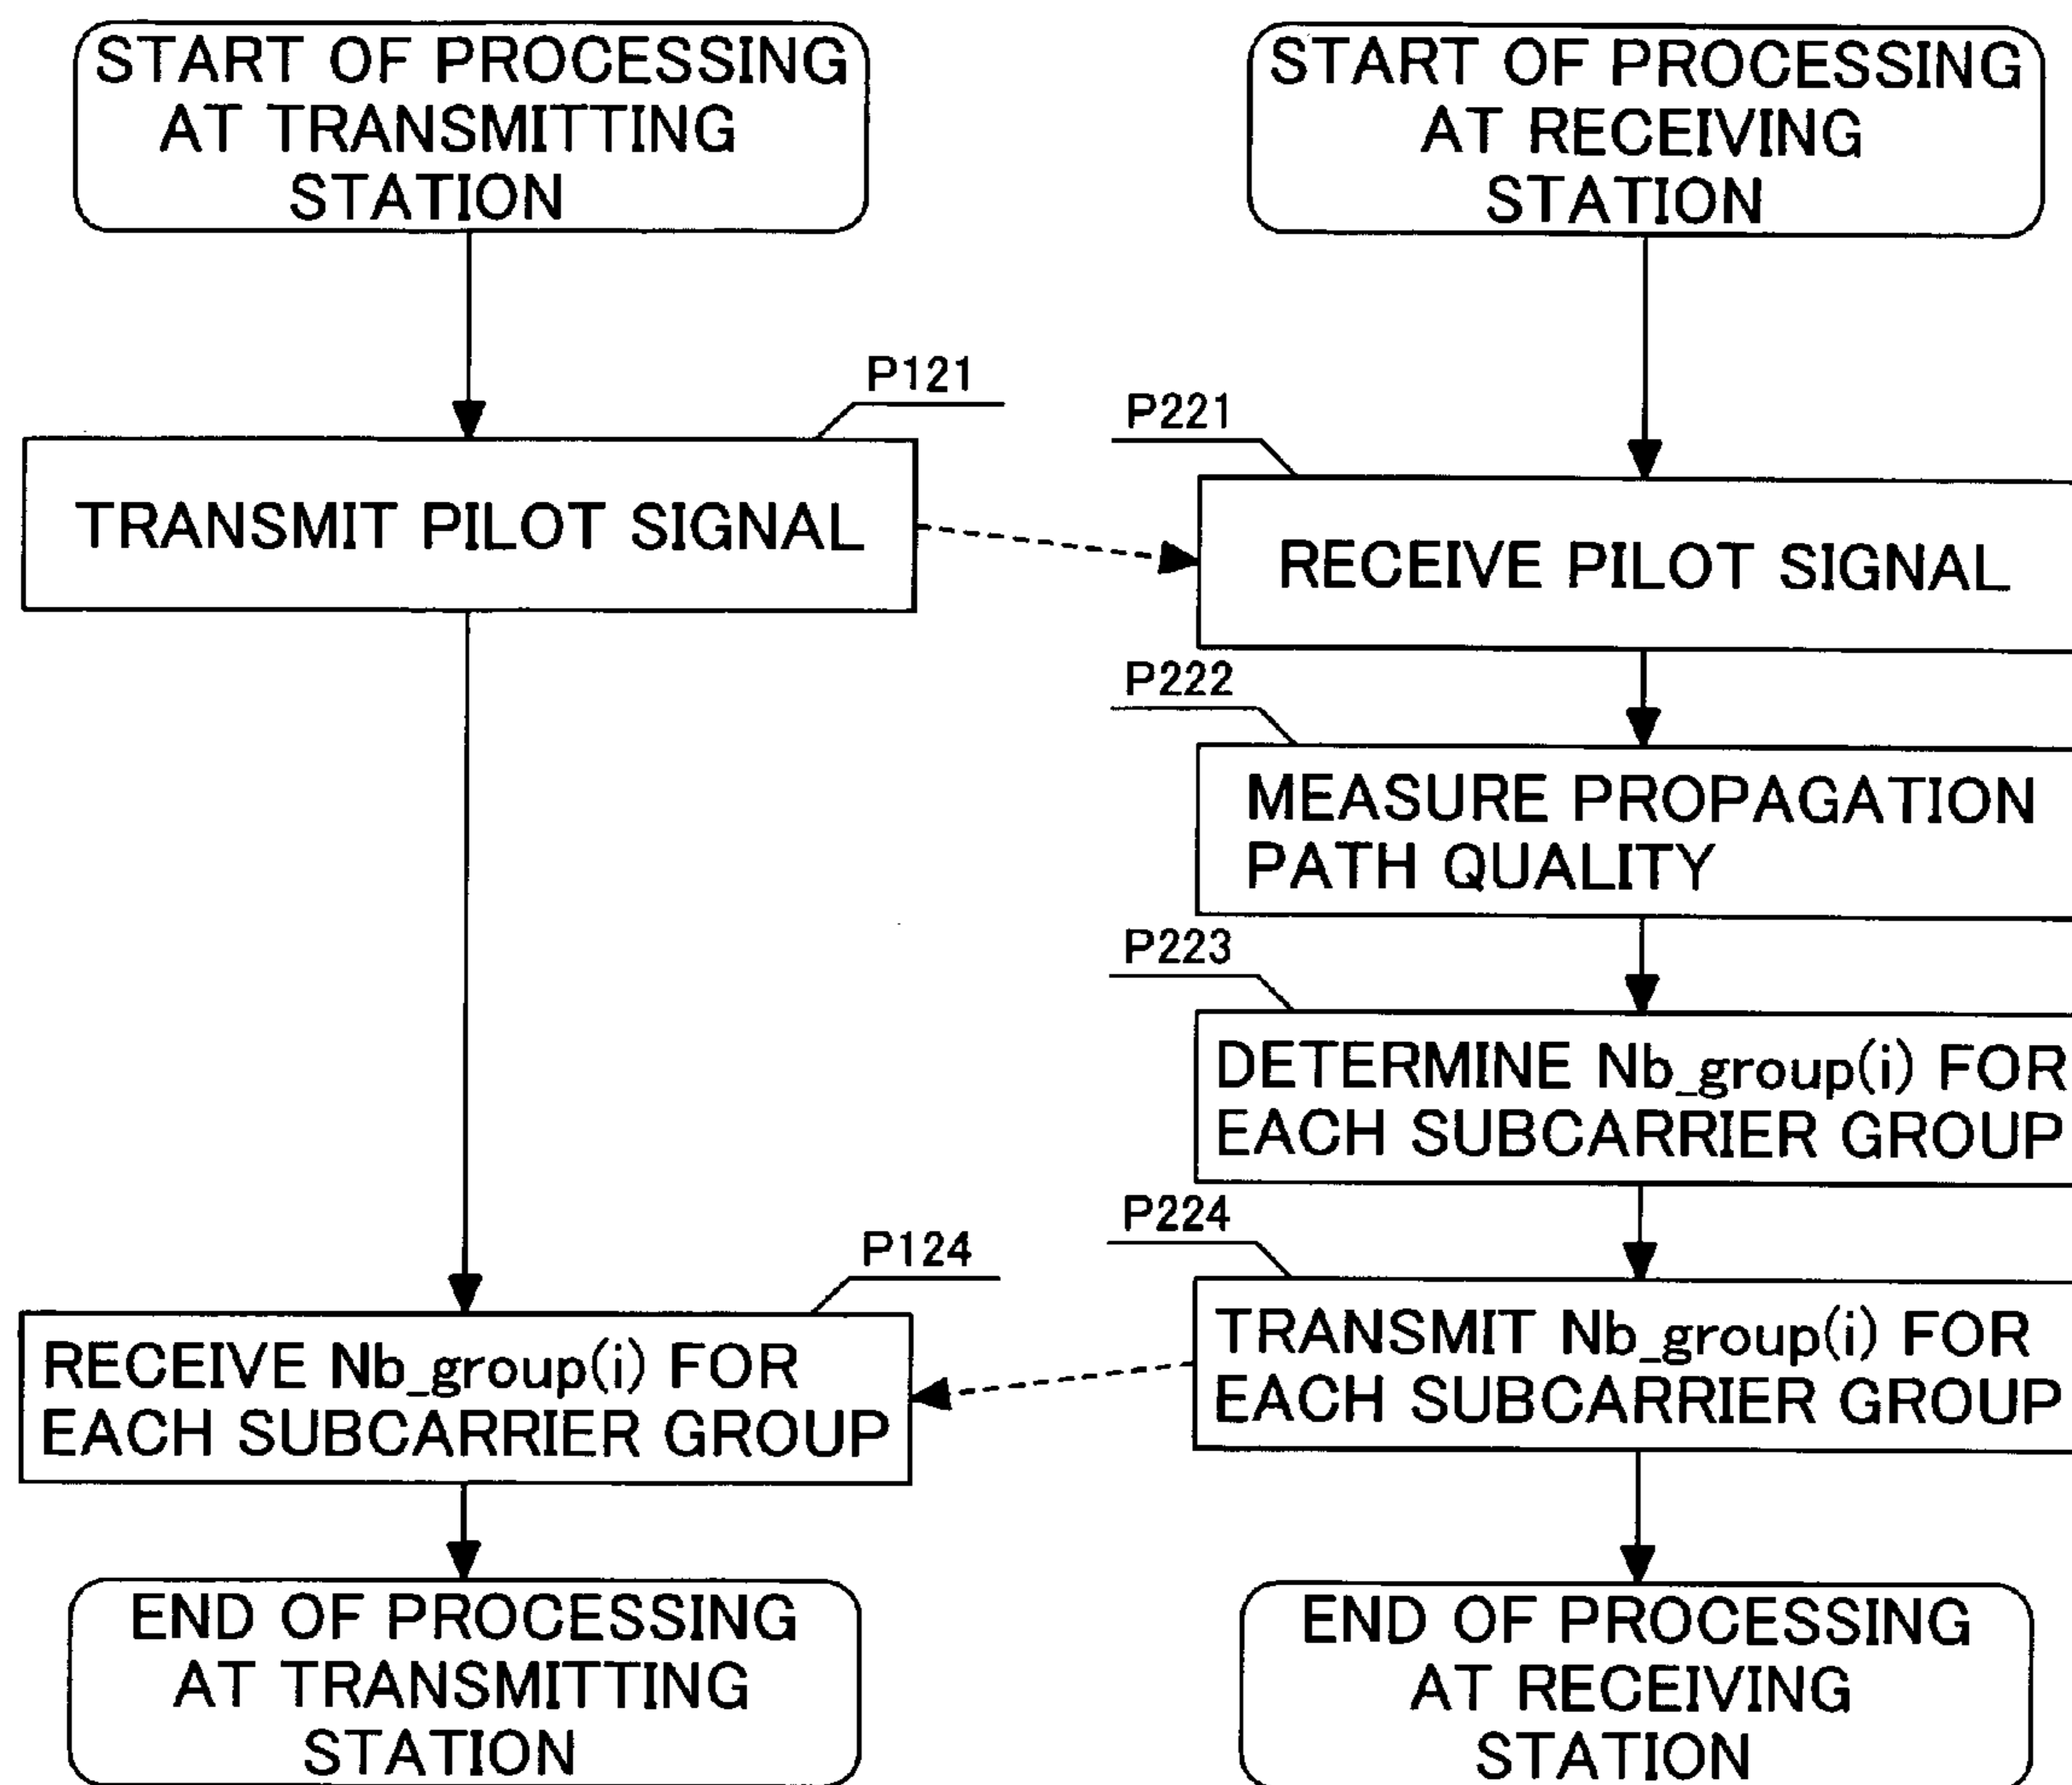 START OF PROCESSING
AT TRANSMITTING
STATION
P121
TRANSMIT PILOT SIGNAL
P124
RECEIVE Nb_group(i) FOR
EACH SUBCARRIER GROUP
END OF PROCESSING
AT TRANSMITTING
STATION
START OF PROCESSING
AT RECEIVING
STATION
P221
RECEIVE PILOT SIGNAL
P222
MEASURE PROPAGATION
PATH QUALITY
P223
DETERMINE Nb_group(i) FOR
EACH SUBCARRIER GROUP
P224
TRANSMIT Nb_group(i) FOR
EACH SUBCARRIER GROUP
END OF PROCESSING
AT RECEIVING
STATION